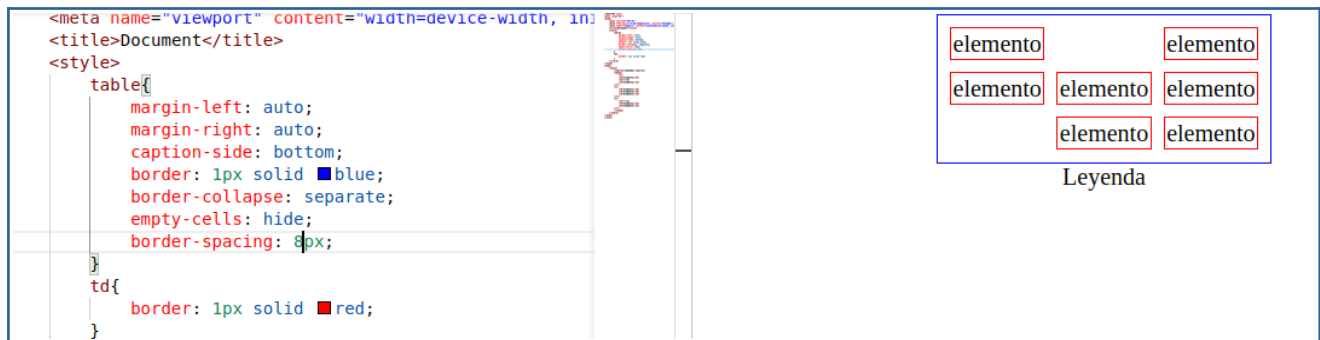 <meta name="viewport" content="width=device-width, ini
<title>Document</title>
<style>
table{
margin-left: auto;
margin-right: auto;
caption-side: bottom;
border: 1px solid blue;
border-collapse: separate;
empty-cells: hide;
border-spacing: 8px;
}
td{
border: 1px solid red;
}
elemento elemento
elemento elemento elemento
elemento elemento
Leyenda